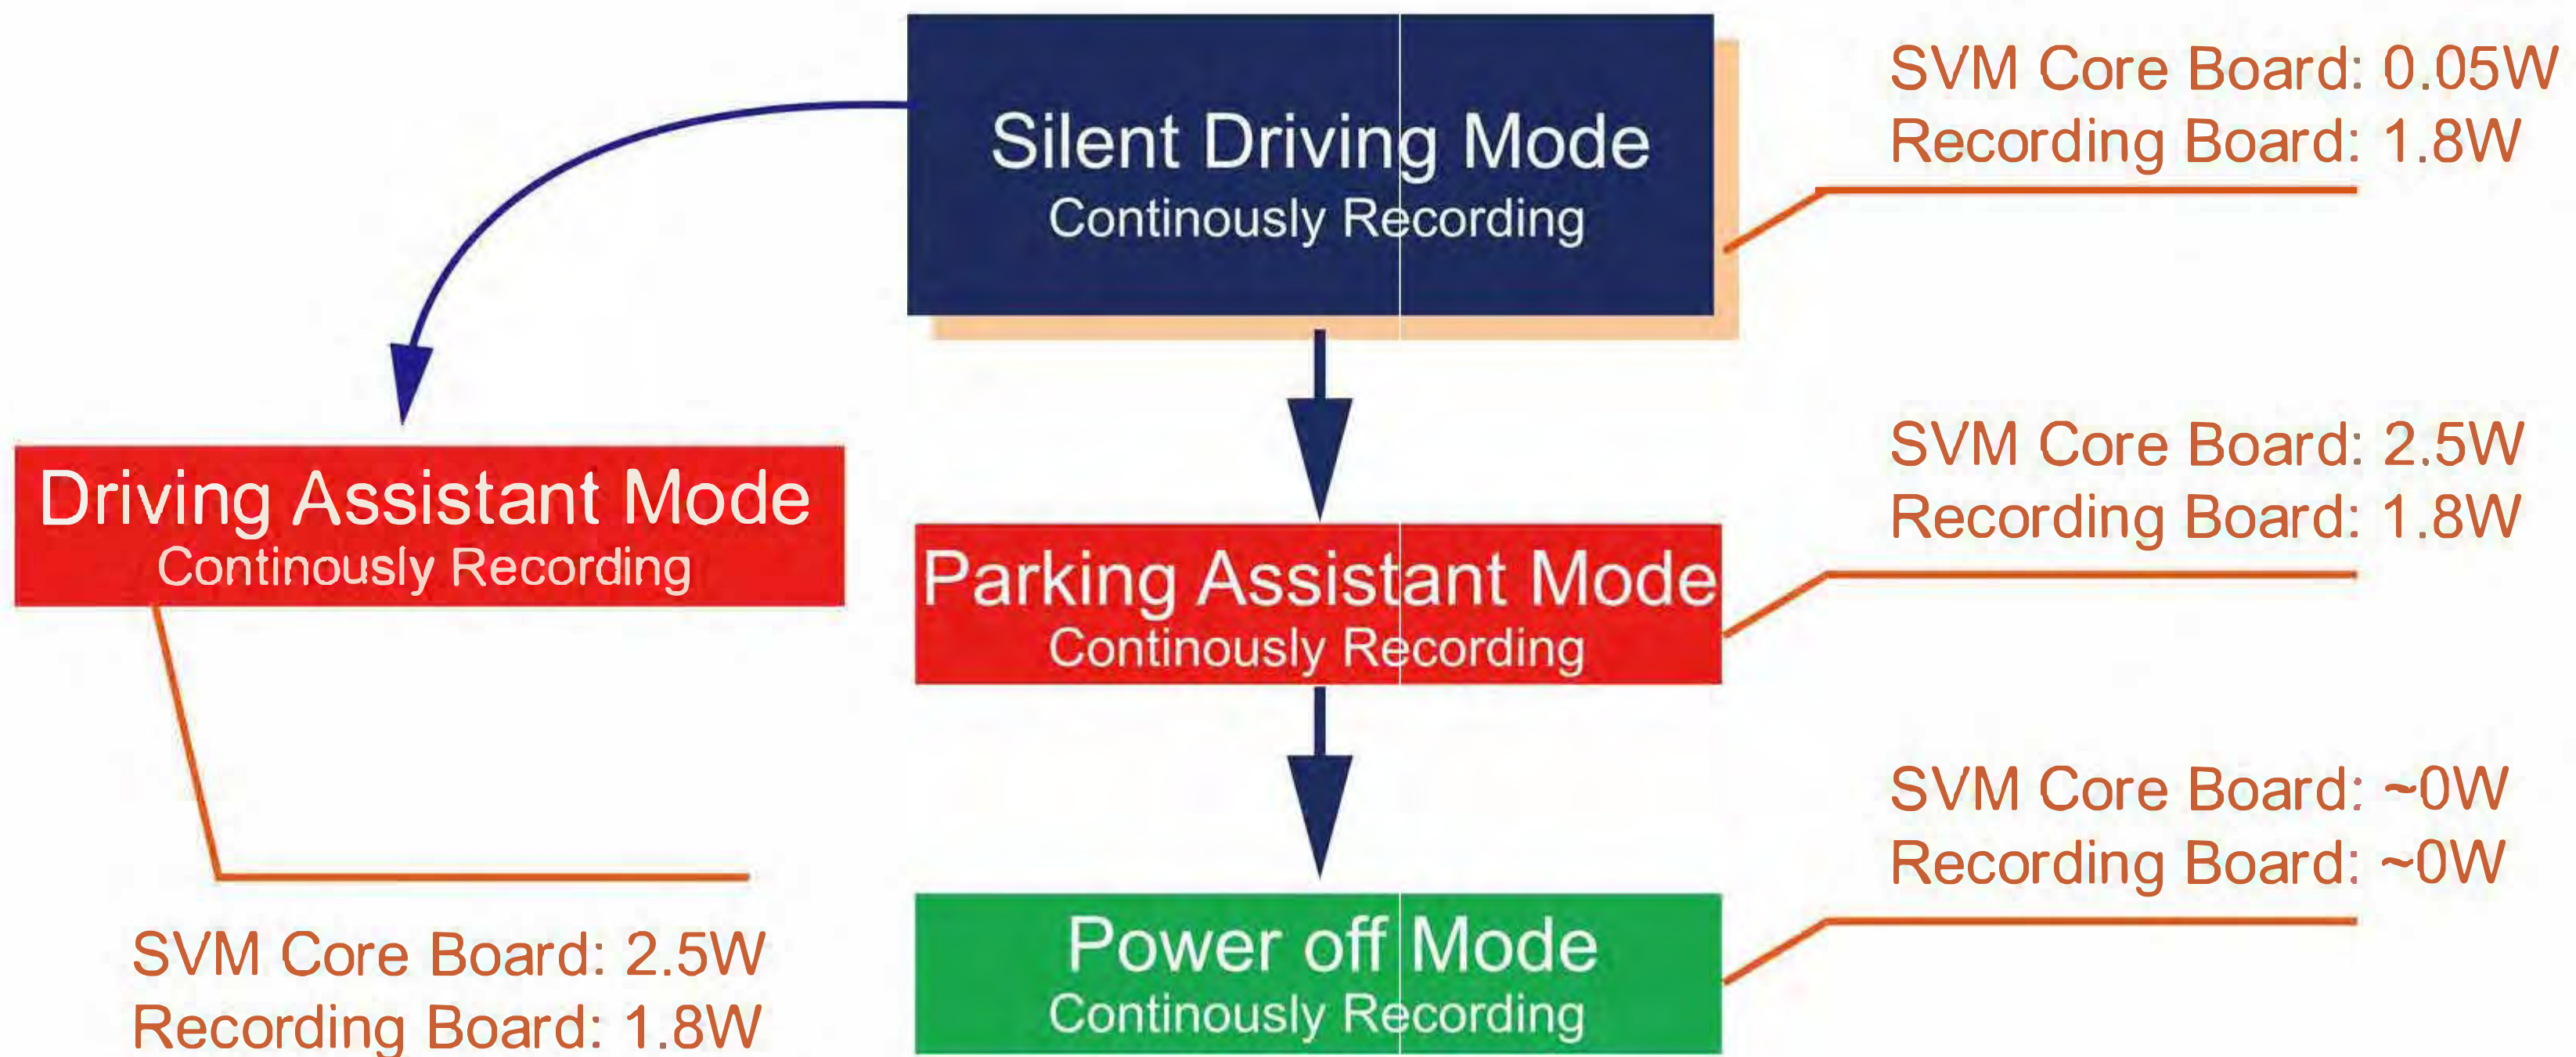 Silent Driving Mode
Continously Recording
SVM Core Board: 0.05W
Recording Board: 1.8W
Driving Assistant Mode
Continously Recording
SVM Core Board: 2.5W
Recording Board: 1.8W
Parking Assistant Mode
Continously Recording
SVM Core Board: 2.5W
Recording Board: 1.8W
Power off Mode
Continously Recording
SVM Core Board: ~0W
Recording Board: ~0W